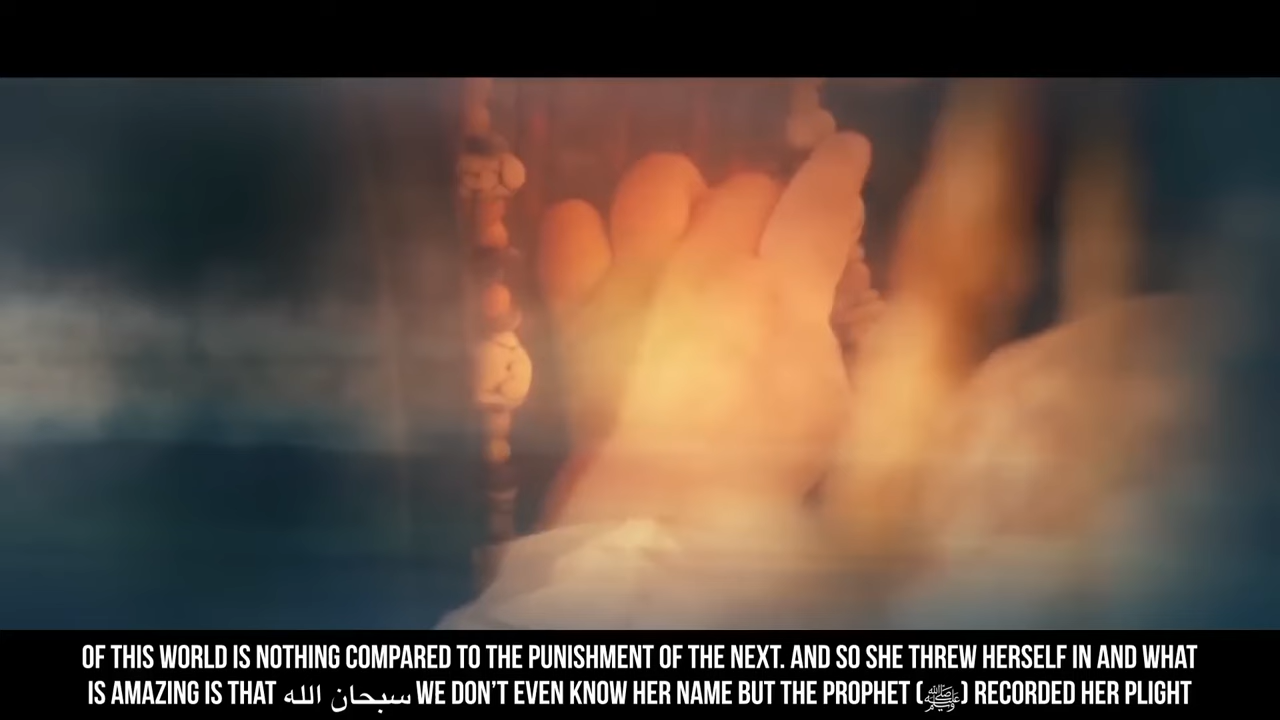 OF THIS WORLD IS NOTHING COMPARED TO THE PUNISHMENT OF THE NEXT. AND SO SHE THREW HERSELF IN AND WHAT
IS AMAZING IS THAT سبحان الله WE DON'T EVEN KNOW HER NAME BUT THE PROPHET (ﷺ) RECORDED HER PLIGHT